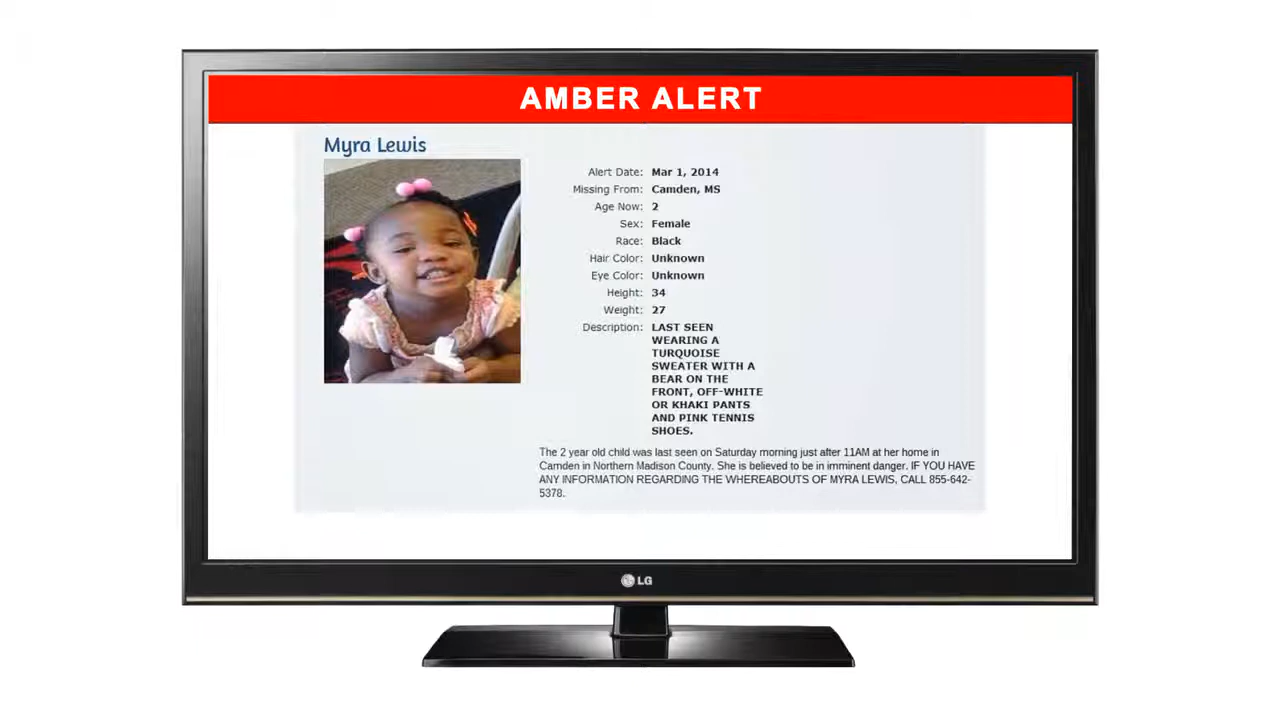 AMBER ALERT
Myra Lewis
Alert Date: Mar 1, 2014
Missing From: Camden, MS
Age Now: 2
Sex: Female
Race: Black
Hair Color: Unknown
Eye Color: Unknown
Height: 34
Weight: 27
Description: LAST SEEN
WEARING A
TURQUOISE
SWEATER WITH A
BEAR ON THE
FRONT, OFF-WHITE
OR KHAKI PANTS
AND PINK TENNIS
SHOES.
The 2 year old child was last seen on Saturday morning just after 11AM at her home in
Camden in Northern Madison County. She is believed to be in imminent danger. IF YOU HAVE
ANY INFORMATION REGARDING THE WHEREABOUTS OF MYRA LEWIS, CALL 855-642-
5378.
LG